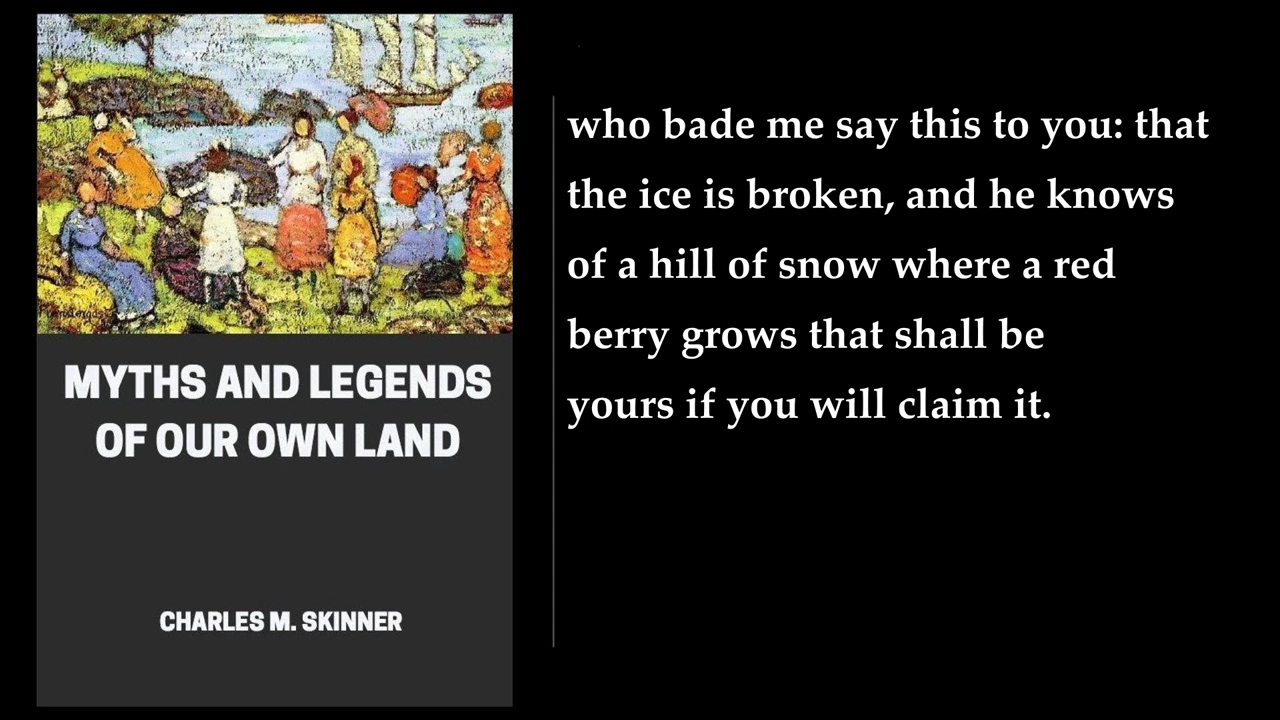 MYTHS AND LEGENDS
OF OUR OWN LAND
CHARLES M. SKINNER
who bade me say this to you: that
the ice is broken, and he knows
of a hill of snow where a red
berry grows that shall be
yours if you will claim it.